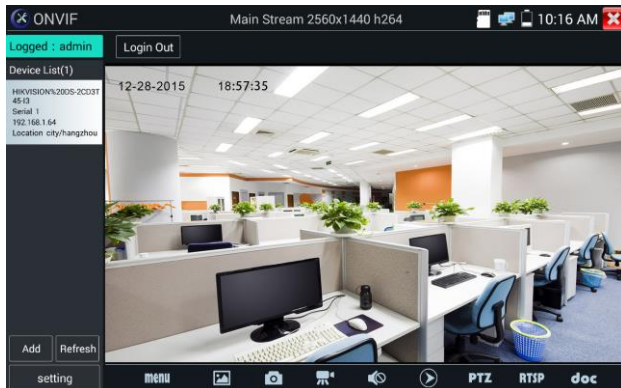 ONVIF
Main Stream 2560x1440 h264
10:16 AM
Logged : admin
Login Out
Device List(1)
12-28-2015 18:57:35
HIKVISION%20DS-2CD3T
45-I3
Serial 1
192.168.1.64
Location city/hangzhou
Add
Refresh
setting
menu
PTZ
RTSP
doc